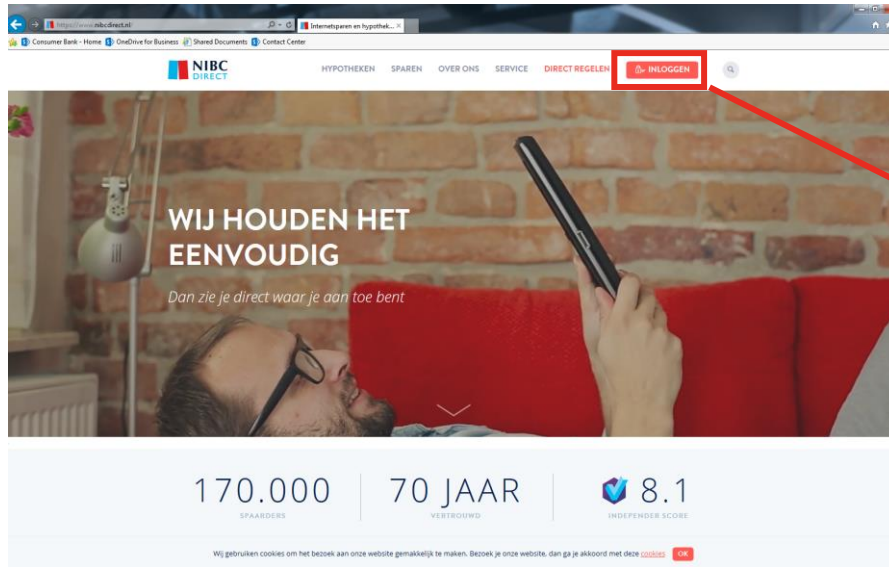 https://www.nibcdirect.nl/
Internetsparen en hypothek... ×
Consumer Bank - Home OneDrive for Business Shared Documents Contact Center
NIBC
DIRECT
HYPOTHEKEN SPAREN OVER ONS SERVICE DIRECT REGELEN INLOGGEN
WIJ HOUDEN HET
EENVOUDIG
Dan zie je direct waar je aan toe bent
170.000 70 JAAR 8.1
SPAARDERS VERTROUWD INDEPENDER SCORE
Wij gebruiken cookies om het bezoek aan onze website gemakkelijk te maken. Bezoek je onze website, dan ga je akkoord met deze cookies OK